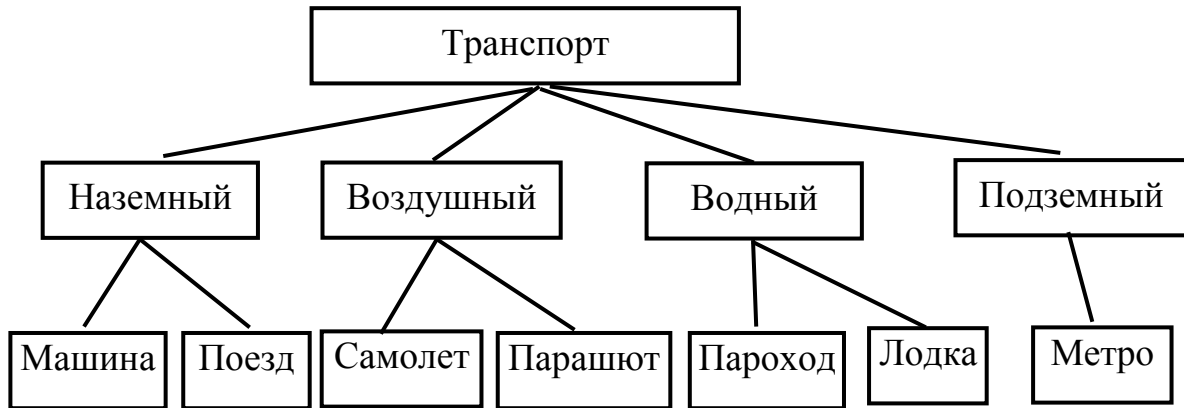 Транспорт
Наземный
Воздушный
Водный
Подземный
Машина
Поезд
Самолет
Парашют
Пароход
Лодка
Метро